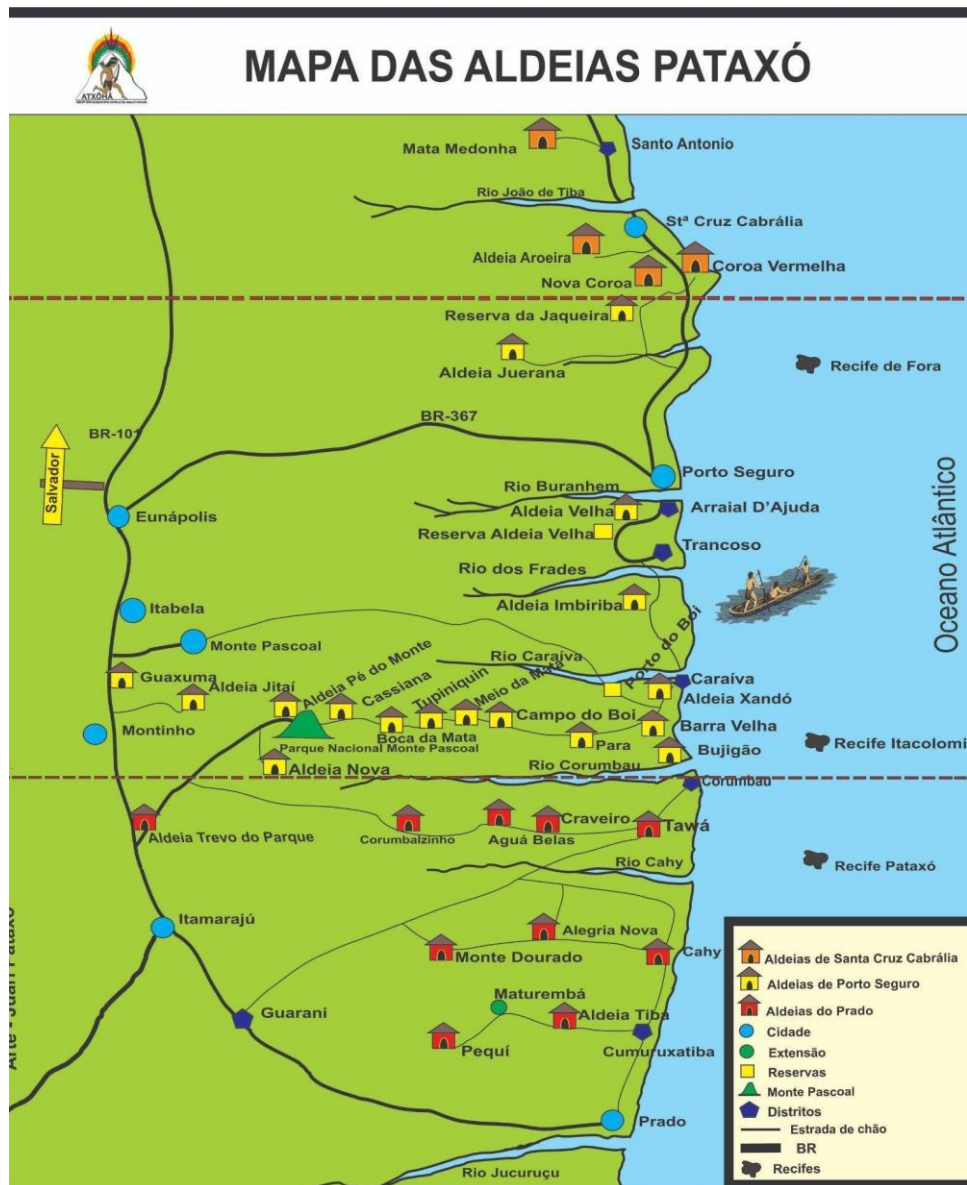 MAPA DAS ALDEIAS PATAXÓ
ATXÔHÃ
Mata Medonha
Santo Antonio
Rio João de Tiba
Stª Cruz Cabrália
Aldeia Aroeira
Nova Coroa
Coroa Vermelha
Reserva da Jaqueira
Aldeia Juerana
Recife de Fora
BR-367
BR-101
Salvador
Porto Seguro
Rio Buranhem
Eunápolis
Aldeia Velha
Arraial D'Ajuda
Reserva Aldeia Velha
Trancoso
Rio dos Frades
Oceano Atlântico
Itabela
Aldeia Imbiriba
Monte Pascoal
Rio Caraíva
Porto do Boi
Caraíva
Guaxuma
Aldeia Jitaí
Aldeia Pé do Monte
Cassiana
Tupiniquin
Meio da Mata
Aldeia Xandó
Campo do Boi
Barra Velha
Montinho
Boca da Mata
Parque Nacional Monte Pascoal
Para
Bujigão
Recife Itacolomi
Aldeia Nova
Rio Corumbau
Corumbau
Aldeia Trevo do Parque
Corumbalzinho
Aguá Belas
Craveiro
Tawá
Rio Cahy
Recife Pataxó
Itamarajú
Alegria Nova
Monte Dourado
Cahy
Maturembá
Aldeia Tiba
Guarani
Pequí
Cumuruxatiba
Prado
Rio Jucuruçu
Arte - Juari Pataxó
Aldeias de Santa Cruz Cabrália
Aldeias de Porto Seguro
Aldeias do Prado
Cidade
Extensão
Reservas
Monte Pascoal
Distritos
Estrada de chão
BR
Recifes